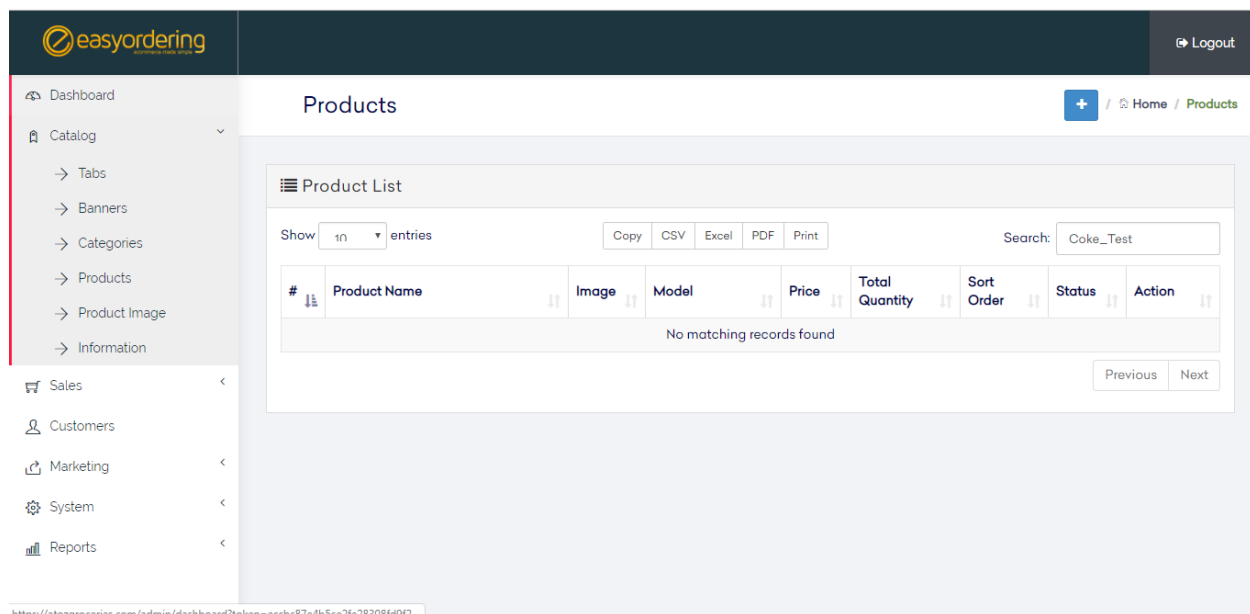 easyordering
ecommerce made simple
Logout
Dashboard
Products
+ / Home / Products
Catalog
Tabs
Banners
Categories
Products
Product Image
Information
Sales
Customers
Marketing
System
Reports
Product List
Show 10 entries
Copy CSV Excel PDF Print
Search: Coke_Test
# Product Name Image Model Price Total Quantity Sort Order Status Action
No matching records found
Previous Next